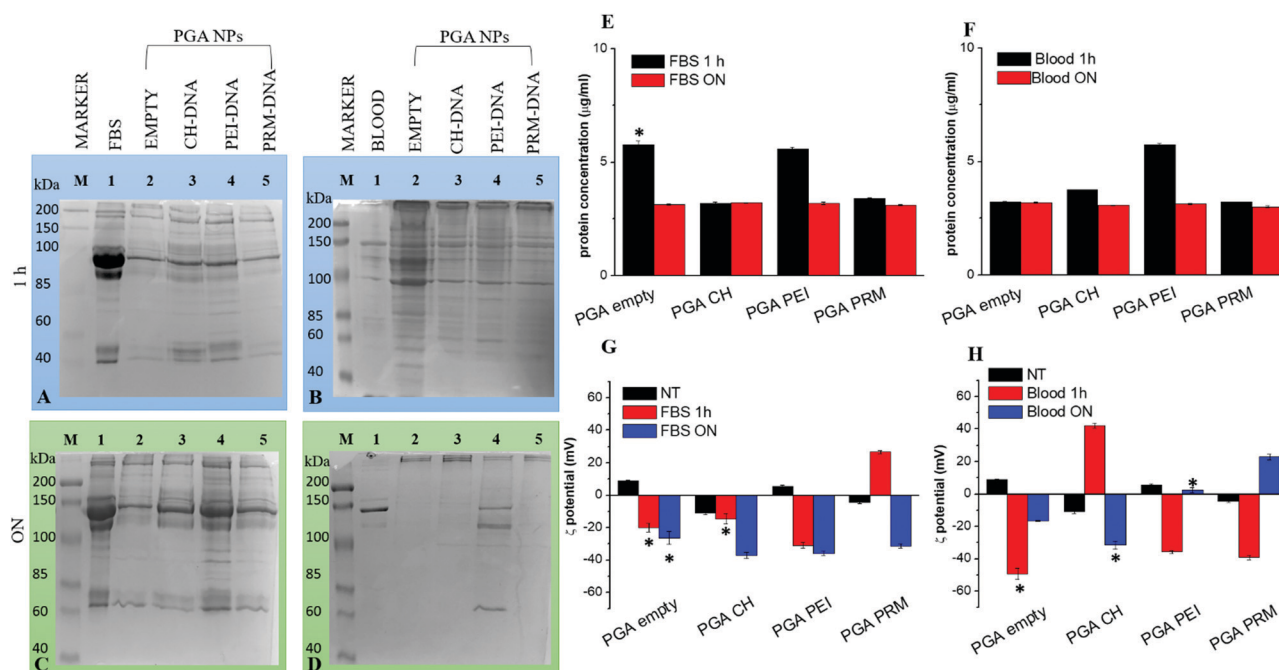 PGA NPs
MARKER
FBS
EMPTY
CH-DNA
PEI-DNA
PRM-DNA
kDa M 1 2 3 4 5
200
150
100
85
60
40
1 h
A
PGA NPs
MARKER
BLOOD
EMPTY
CH-DNA
PEI-DNA
PRM-DNA
kDa M 1 2 3 4 5
200
150
100
85
60
40
B
M 1 2 3 4 5
kDa
200
150
100
85
60
40
ON
C
M 1 2 3 4 5
kDa
200
150
100
85
60
40
D
E
FBS 1 h
FBS ON
protein concentration (μg/ml)
10
5
0
*
PGA empty PGA CH PGA PEI PGA PRM
F
Blood 1h
Blood ON
protein concentration (μg/ml)
10
5
0
PGA empty PGA CH PGA PEI PGA PRM
G
NT
FBS 1h
FBS ON
ζ potential (mV)
60
40
20
0
-20
-40
-60
* * *
PGA empty PGA CH PGA PEI PGA PRM
H
NT
Blood 1h
Blood ON
ζ potential (mV)
60
40
20
0
-20
-40
-60
* * *
PGA empty PGA CH PGA PEI PGA PRM